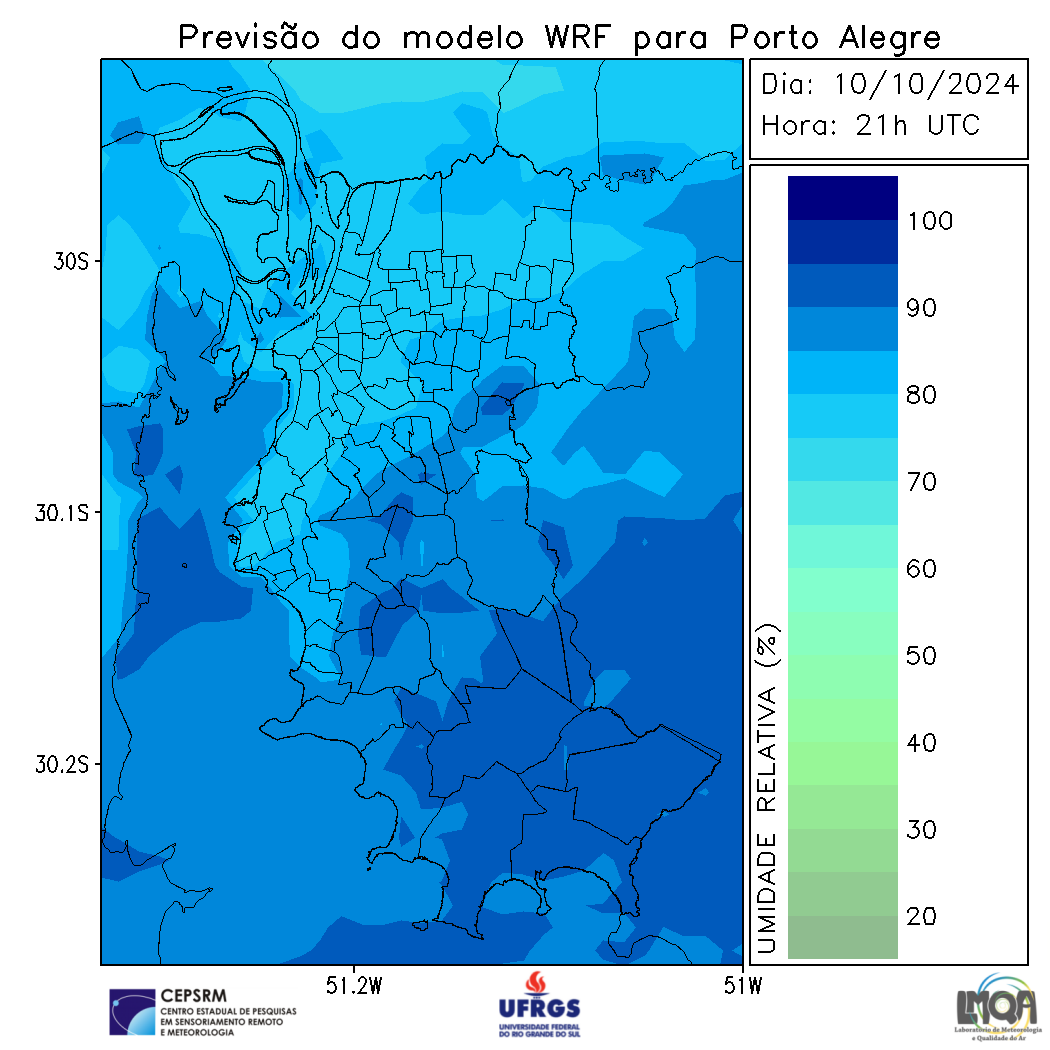 Previsão do modelo WRF para Porto Alegre
Dia: 10/10/2024
Hora: 21h UTC
30S
30.1S
30.2S
51.2W
51W
UMIDADE RELATIVA (%)
100
90
80
70
60
50
40
30
20
CEPSRM
CENTRO ESTADUAL DE PESQUISAS
EM SENSORIAMENTO REMOTO
E METEOROLOGIA
UFRGS
UNIVERSIDADE FEDERAL
DO RIO GRANDE DO SUL
LMQA
Laboratório de Meteorologia
e Qualidade do Ar